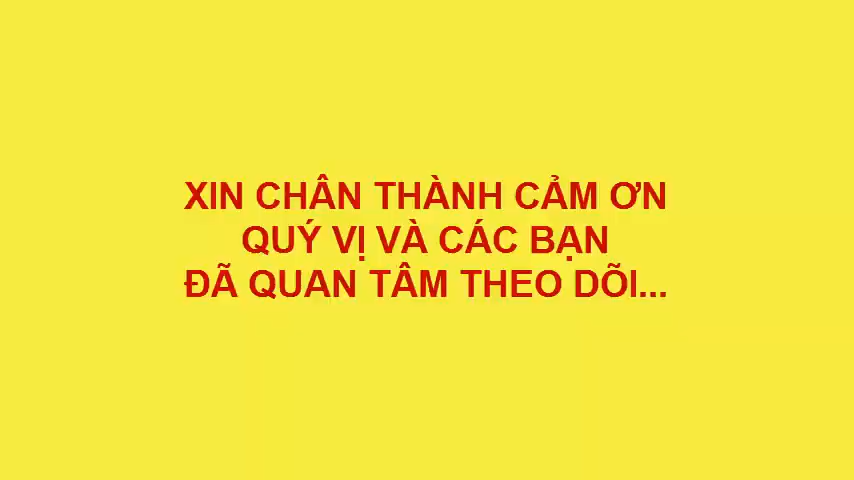 XIN CHÂN THÀNH CẢM ƠN
QUÝ VỊ VÀ CÁC BẠN
ĐÃ QUAN TÂM THEO DÕI...